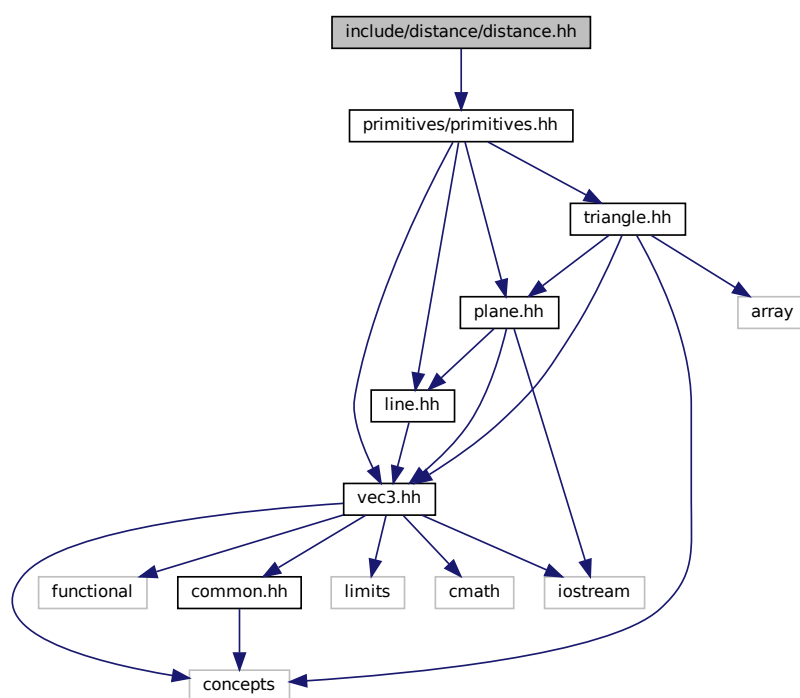 include/distance/distance.hh
primitives/primitives.hh
triangle.hh
plane.hh
array
line.hh
vec3.hh
functional
common.hh
limits
cmath
iostream
concepts